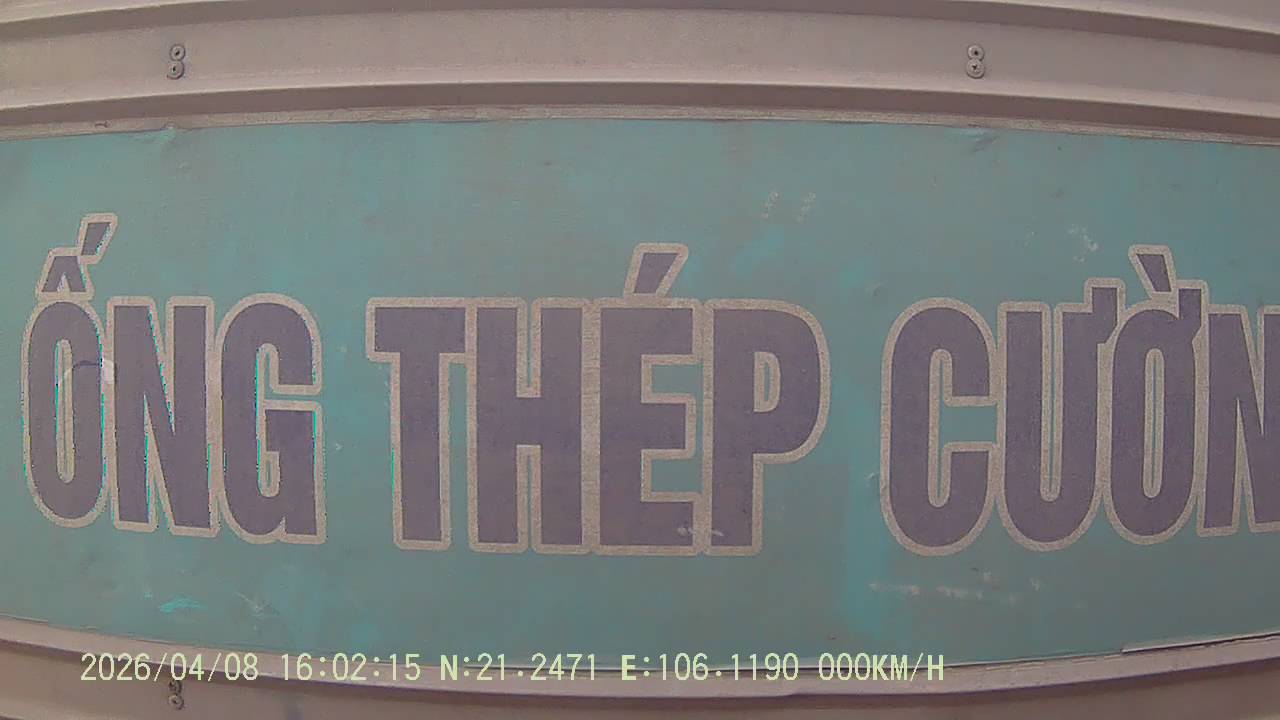 ỐNG THÉP CƯỜN
2026/04/08 16:02:15 N:21.2471 E:106.1190 000KM/H